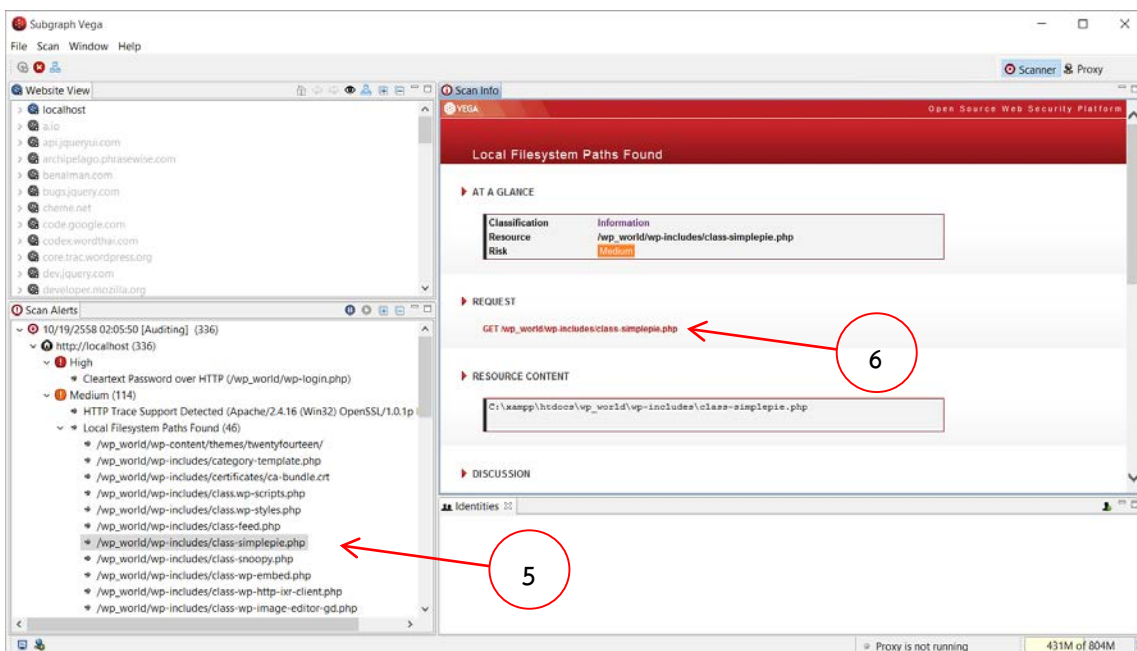 Subgraph Vega
File Scan Window Help
Scanner Proxy
Website View
localhost
a.io
api.jqueryui.com
archipelago.phrasewise.com
benalman.com
bugs.jquery.com
cherne.net
code.google.com
codex.wordthai.com
core.trac.wordpress.org
dev.jquery.com
developer.mozilla.org
Scan Alerts
10/19/2558 02:05:50 [Auditing] (336)
http://localhost (336)
High
Cleartext Password over HTTP (/wp_world/wp-login.php)
Medium (114)
HTTP Trace Support Detected (Apache/2.4.16 (Win32) OpenSSL/1.0.1p
Local Filesystem Paths Found (46)
/wp_world/wp-content/themes/twentyfourteen/
/wp_world/wp-includes/category-template.php
/wp_world/wp-includes/certificates/ca-bundle.crt
/wp_world/wp-includes/class.wp-scripts.php
/wp_world/wp-includes/class.wp-styles.php
/wp_world/wp-includes/class-feed.php
/wp_world/wp-includes/class-simplepie.php
/wp_world/wp-includes/class-snoopy.php
/wp_world/wp-includes/class-wp-embed.php
/wp_world/wp-includes/class-wp-http-ixr-client.php
/wp_world/wp-includes/class-wp-image-editor-gd.php
5
Scan Info
VEGA Open Source Web Security Platform
Local Filesystem Paths Found
AT A GLANCE
Classification Information
Resource /wp_world/wp-includes/class-simplepie.php
Risk Medium
REQUEST
GET /wp_world/wp-includes/class-simplepie.php
6
RESOURCE CONTENT
C:\xampp\htdocs\wp_world\wp-includes\class-simplepie.php
DISCUSSION
Identities
Proxy is not running 431M of 804M